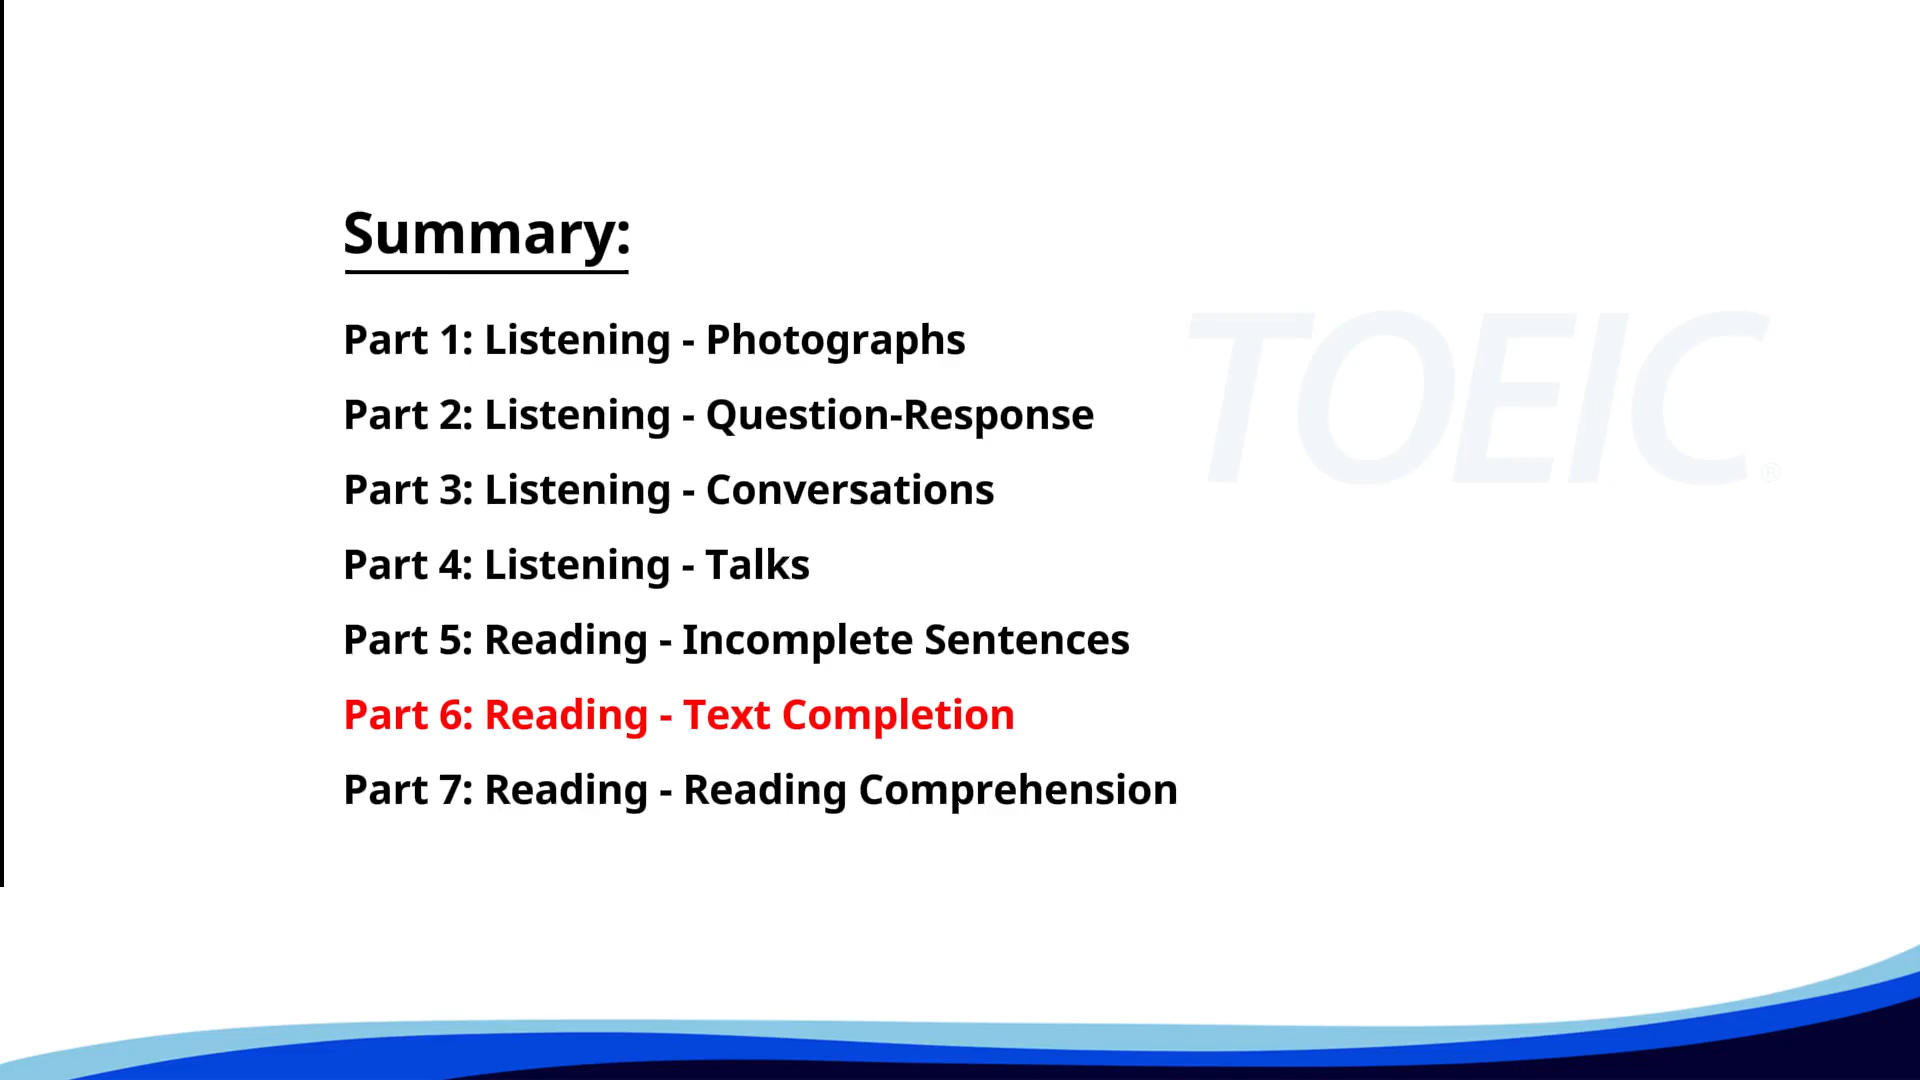 Summary:
Part 1: Listening - Photographs
TOEIC®
Part 2: Listening - Question-Response
Part 3: Listening - Conversations
Part 4: Listening - Talks
Part 5: Reading - Incomplete Sentences
Part 6: Reading - Text Completion
Part 7: Reading - Reading Comprehension